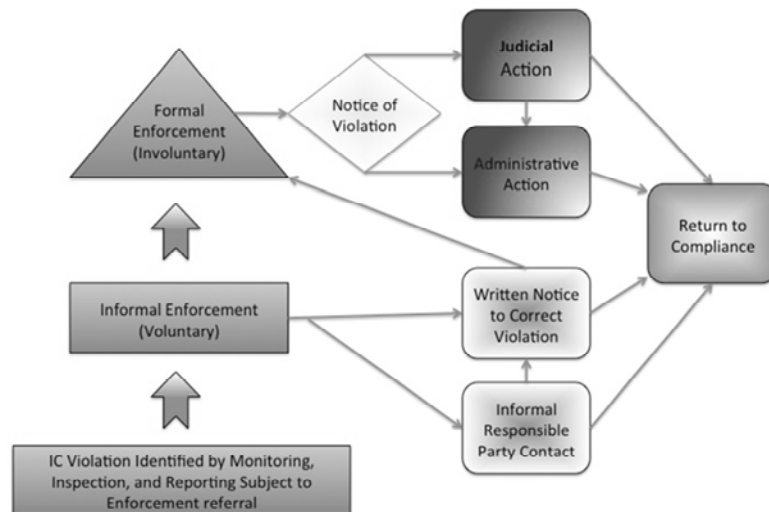 Judicial
Action
Formal
Enforcement
(Involuntary)
Notice of
Violation
Administrative
Action
Return to
Compliance
Informal Enforcement
(Voluntary)
Written Notice
to Correct
Violation
Informal
Responsible
Party Contact
IC Violation Identified by Monitoring,
Inspection, and Reporting Subject to
Enforcement referral